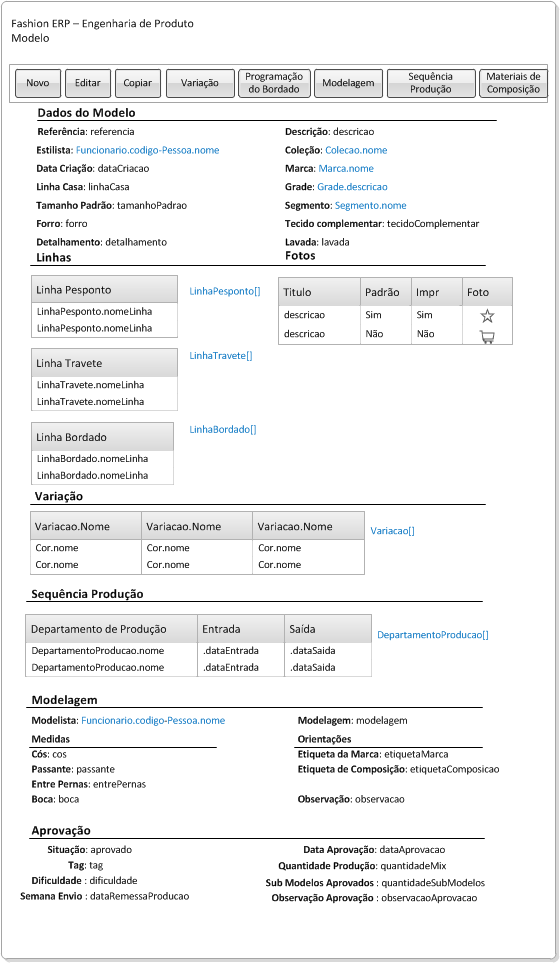 Fashion ERP – Engenharia de Produto
Modelo
Novo Editar Copiar Variação Programação do Bordado Modelagem Sequência Produção Materiais de Composição
Dados do Modelo
Referência: referencia Descrição: descricao
Estilista: Funcionario.codigo-Pessoa.nome Coleção: Colecao.nome
Data Criação: dataCriacao Marca: Marca.nome
Linha Casa: linhaCasa Grade: Grade.descricao
Tamanho Padrão: tamanhoPadrao Segmento: Segmento.nome
Forro: forro Tecido complementar: tecidoComplementar
Detalhamento: detalhamento Lavada: lavada
Linhas Fotos
Linha Pesponto LinhaPesponto[]
LinhaPesponto.nomeLinha
LinhaPesponto.nomeLinha
Titulo Padrão Impr Foto
descricao Sim Sim
descricao Não Não
Linha Travete LinhaTravete[]
LinhaTravete.nomeLinha
LinhaTravete.nomeLinha
Linha Bordado LinhaBordado[]
LinhaBordado.nomeLinha
LinhaBordado.nomeLinha
Variação
Variacao.Nome Variacao.Nome Variacao.Nome Variacao[]
Cor.nome Cor.nome Cor.nome
Cor.nome Cor.nome Cor.nome
Sequência Produção
Departamento de Produção Entrada Saída DepartamentoProducao[]
DepartamentoProducao.nome .dataEntrada .dataSaida
DepartamentoProducao.nome .dataEntrada .dataSaida
Modelagem
Modelista: Funcionario.codigo-Pessoa.nome Modelagem: modelagem
Medidas Orientações
Cós: cos Etiqueta da Marca: etiquetaMarca
Passante: passante Etiqueta de Composição: etiquetaComposicao
Entre Pernas: entrePernas
Boca: boca Observação: observacao
Aprovação
Situação: aprovado Data Aprovação: dataAprovacao
Tag: tag Quantidade Produção: quantidadeMix
Dificuldade : dificuldade Sub Modelos Aprovados : quantidadeSubModelos
Semana Envio : dataRemessaProducao Observação Aprovação : observacaoAprovacao